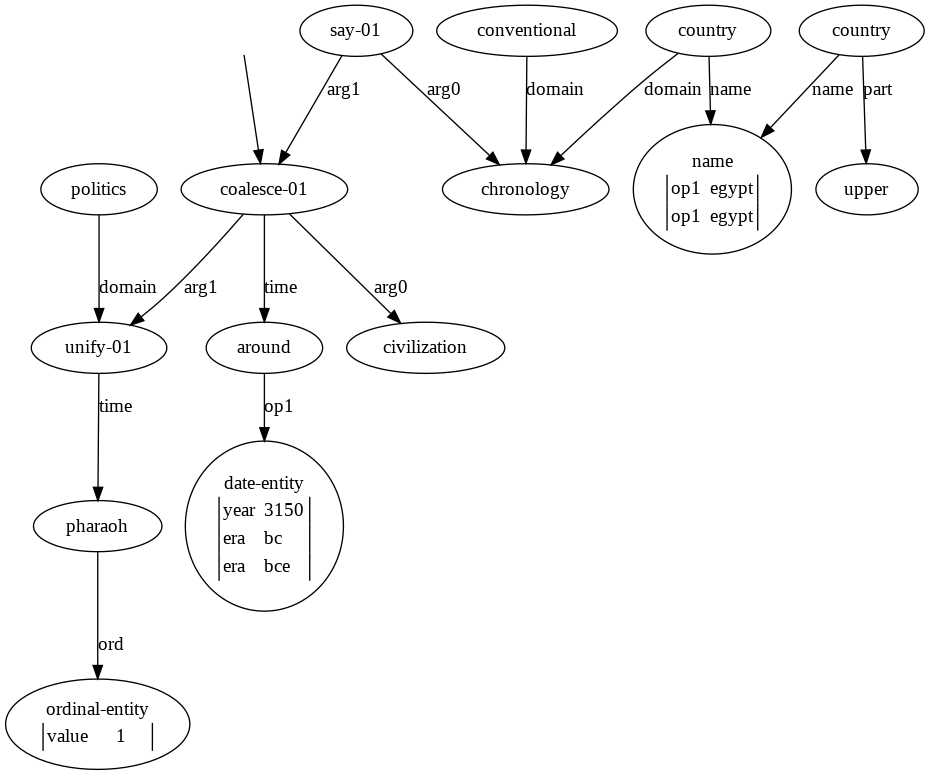 say-01
conventional
country
country
arg1
arg0
domain
domain
name
name
part
politics
coalesce-01
chronology
name
op1 egypt
op1 egypt
upper
domain
arg1
time
arg0
unify-01
around
civilization
time
op1
date-entity
year 3150
era bc
era bce
pharaoh
ord
ordinal-entity
value 1